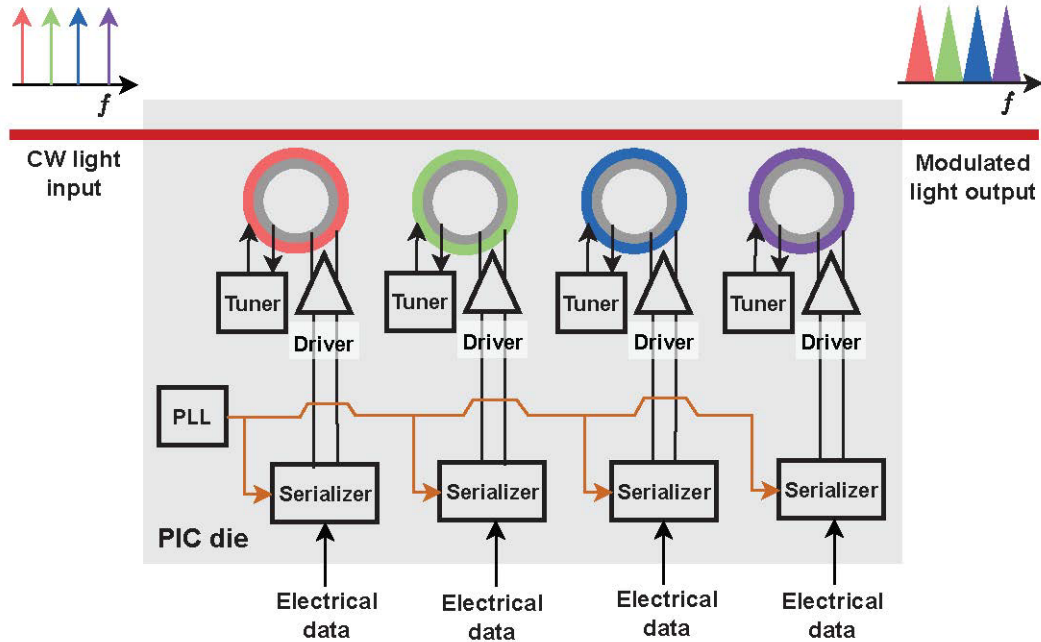 f
f
CW light
input
Modulated
light output
Tuner
Tuner
Tuner
Tuner
Driver
Driver
Driver
Driver
PLL
Serializer
Serializer
Serializer
Serializer
PIC die
Electrical
data
Electrical
data
Electrical
data
Electrical
data